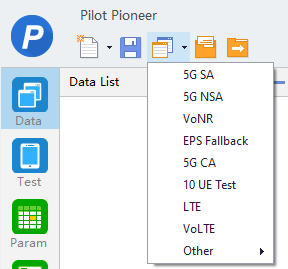 Pilot Pioneer
Data List
Data
Test
Param
5G SA
5G NSA
VoNR
EPS Fallback
5G CA
10 UE Test
LTE
VoLTE
Other